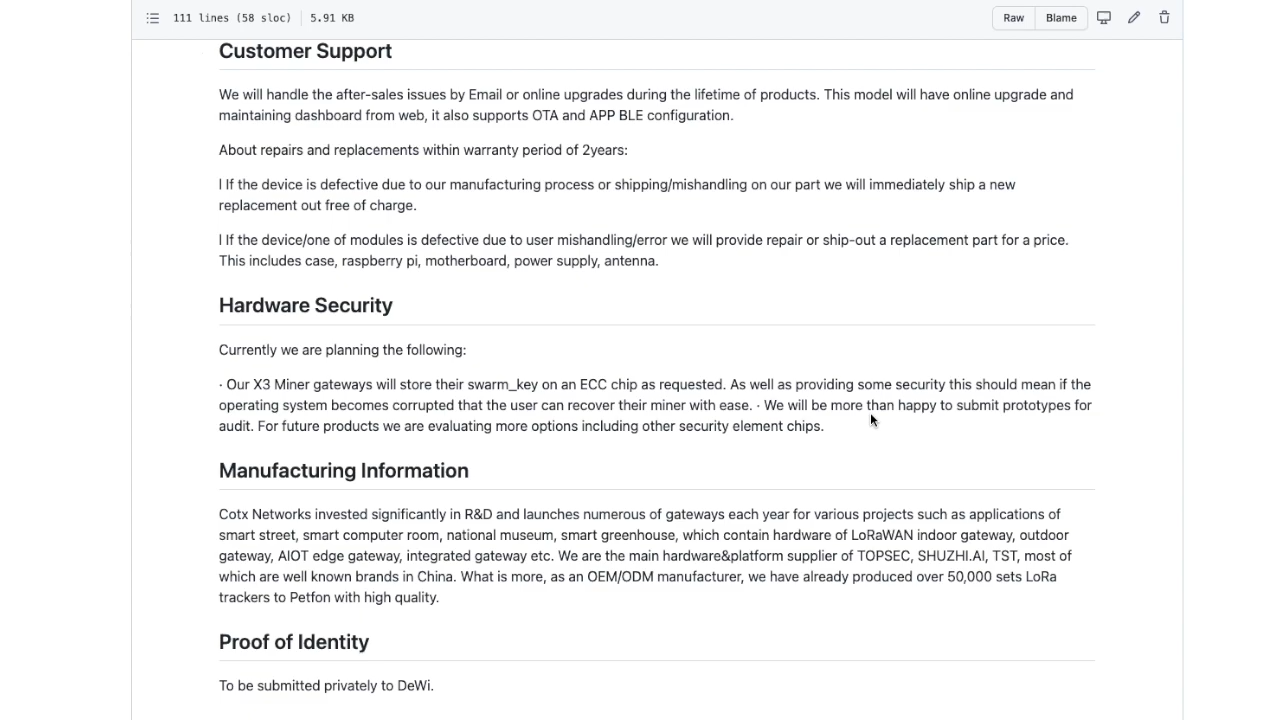 111 lines (58 sloc) 5.91 KB
Raw Blame
Customer Support
We will handle the after-sales issues by Email or online upgrades during the lifetime of products. This model will have online upgrade and
maintaining dashboard from web, it also supports OTA and APP BLE configuration.
About repairs and replacements within warranty period of 2years:
l If the device is defective due to our manufacturing process or shipping/mishandling on our part we will immediately ship a new
replacement out free of charge.
l If the device/one of modules is defective due to user mishandling/error we will provide repair or ship-out a replacement part for a price.
This includes case, raspberry pi, motherboard, power supply, antenna.
Hardware Security
Currently we are planning the following:
· Our X3 Miner gateways will store their swarm_key on an ECC chip as requested. As well as providing some security this should mean if the
operating system becomes corrupted that the user can recover their miner with ease. · We will be more than happy to submit prototypes for
audit. For future products we are evaluating more options including other security element chips.
Manufacturing Information
Cotx Networks invested significantly in R&D and launches numerous of gateways each year for various projects such as applications of
smart street, smart computer room, national museum, smart greenhouse, which contain hardware of LoRaWAN indoor gateway, outdoor
gateway, AIOT edge gateway, integrated gateway etc. We are the main hardware&platform supplier of TOPSEC, SHUZHI.AI, TST, most of
which are well known brands in China. What is more, as an OEM/ODM manufacturer, we have already produced over 50,000 sets LoRa
trackers to Petfon with high quality.
Proof of Identity
To be submitted privately to DeWi.